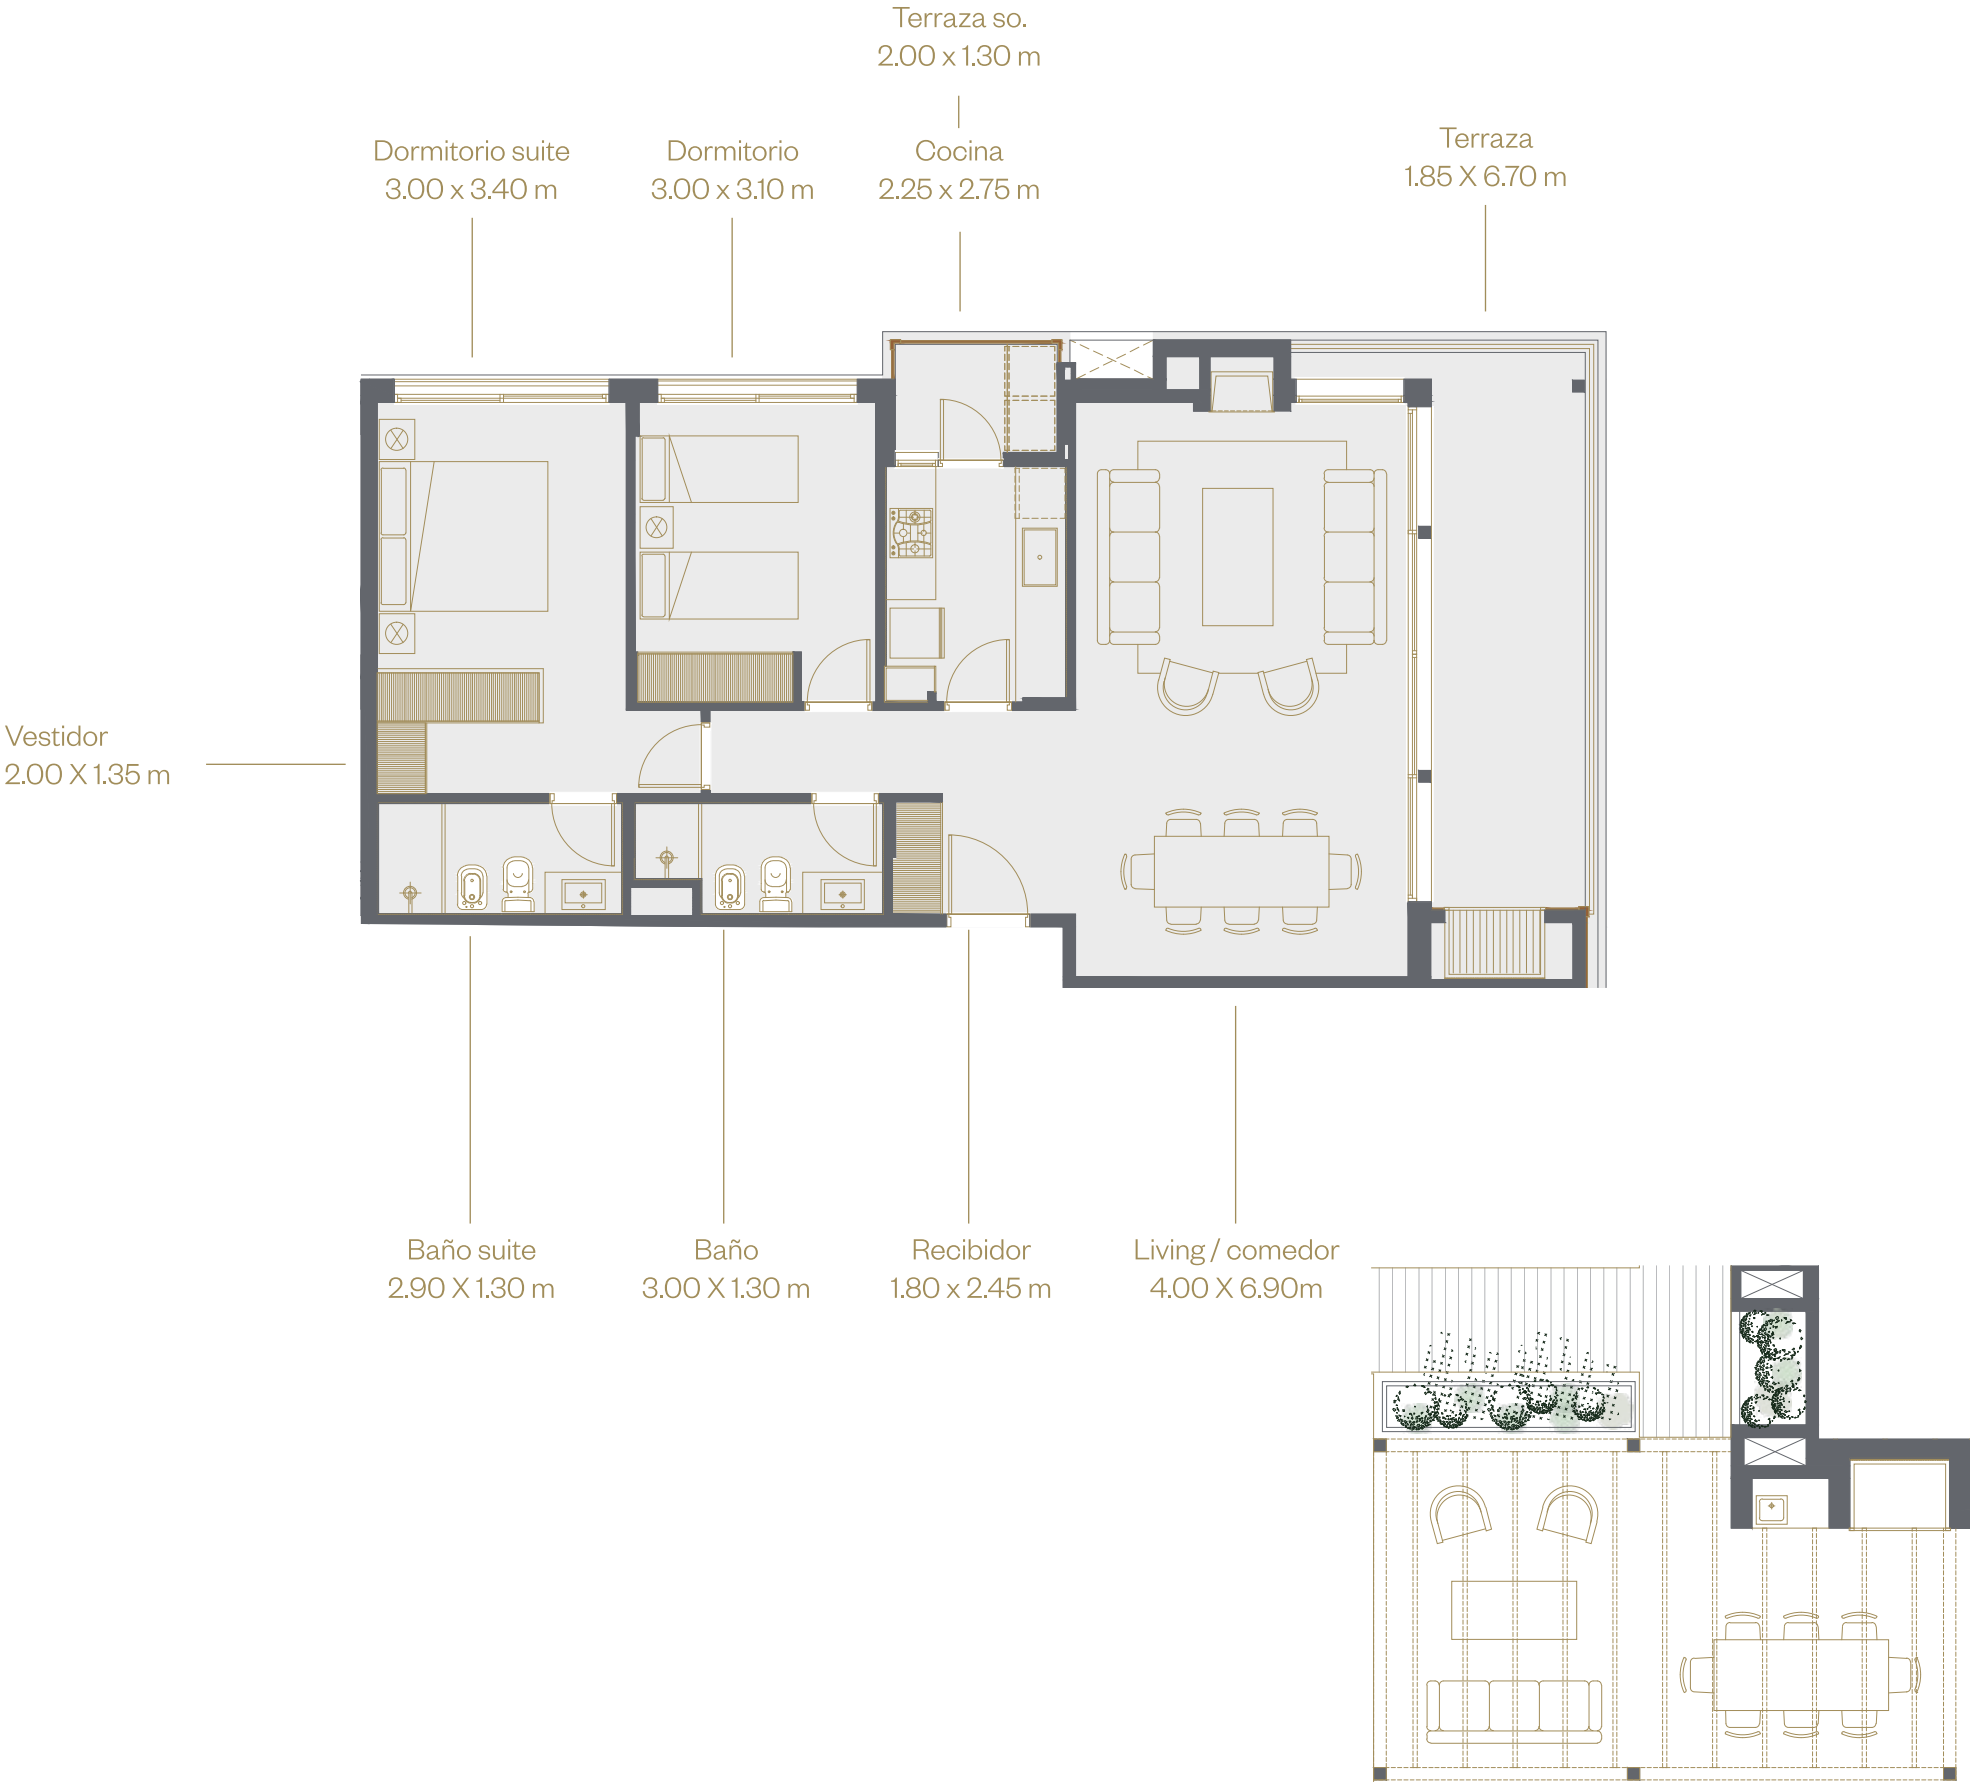 Terraza so.
2.00 x 1.30 m
Dormitorio suite
3.00 x 3.40 m
Dormitorio
3.00 x 3.10 m
Cocina
2.25 x 2.75 m
Terraza
1.85 X 6.70 m
Vestidor
2.00 X 1.35 m
Baño suite
2.90 X 1.30 m
Baño
3.00 X 1.30 m
Recibidor
1.80 x 2.45 m
Living / comedor
4.00 X 6.90m